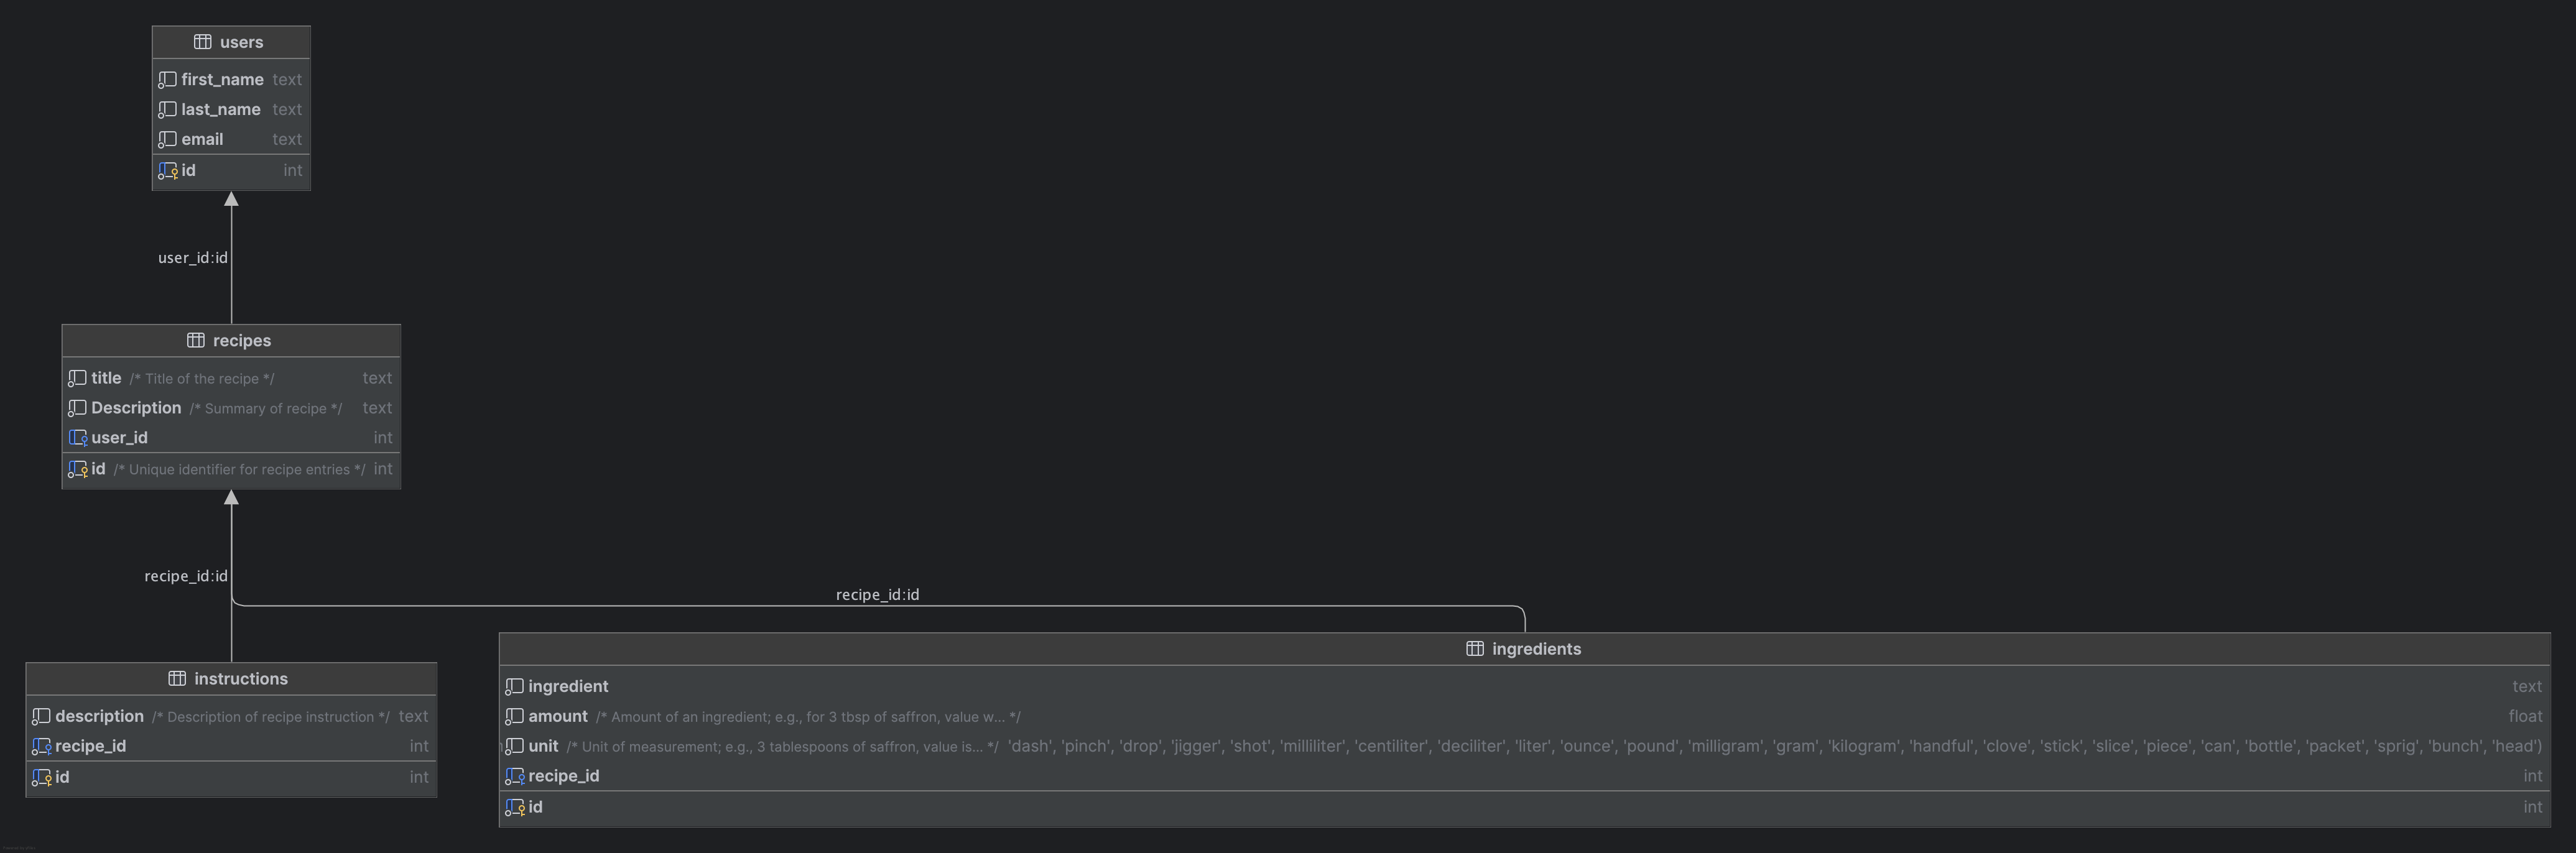 users
first_name text
last_name text
email text
id int
user_id:id
recipes
title /* Title of the recipe */ text
Description /* Summary of recipe */ text
user_id int
id /* Unique identifier for recipe entries */ int
recipe_id:id
recipe_id:id
instructions
description /* Description of recipe instruction */ text
recipe_id int
id int
ingredients
ingredient text
amount /* Amount of an ingredient; e.g., for 3 tbsp of saffron, value w... */ float
unit /* Unit of measurement; e.g., 3 tablespoons of saffron, value is... */ 'dash', 'pinch', 'drop', 'jigger', 'shot', 'milliliter', 'centiliter', 'deciliter', 'liter', 'ounce', 'pound', 'milligram', 'gram', 'kilogram', 'handful', 'clove', 'stick', 'slice', 'piece', 'can', 'bottle', 'packet', 'sprig', 'bunch', 'head')
recipe_id int
id int